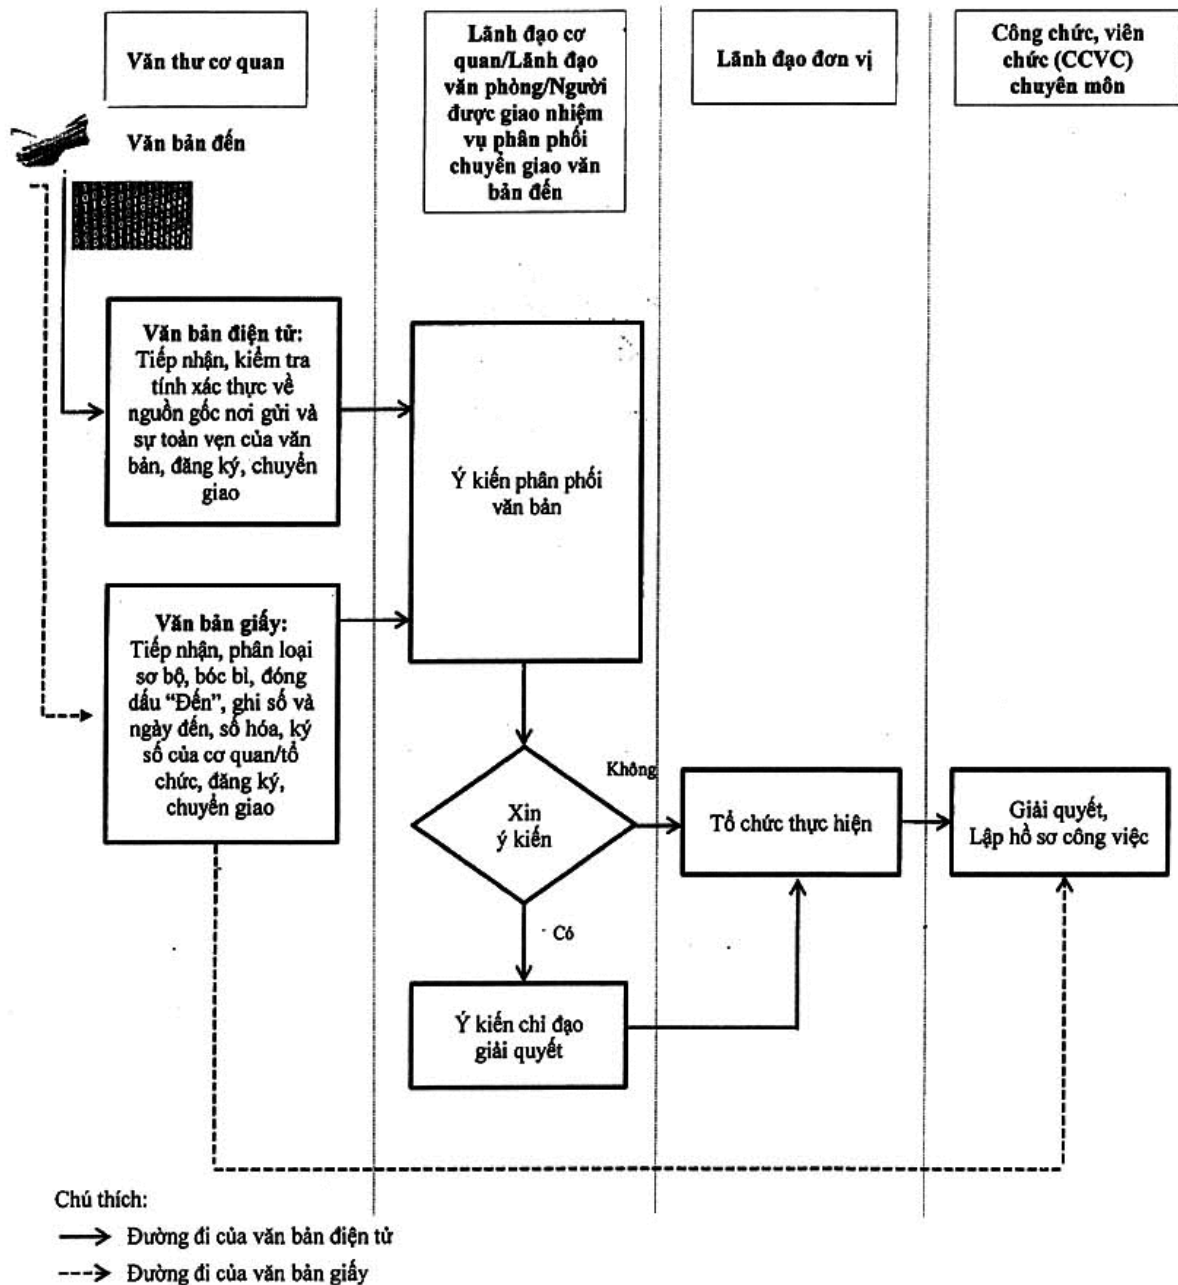 Văn thư cơ quan
Lãnh đạo cơ
quan/Lãnh đạo
văn phòng/Người
được giao nhiệm
vụ phân phối
chuyển giao văn
bản đến
Lãnh đạo đơn vị
Công chức, viên
chức (CCVC)
chuyên môn
Văn bản đến
Văn bản điện tử:
Tiếp nhận, kiểm tra
tính xác thực về
nguồn gốc nơi gửi và
sự toàn vẹn của văn
bản, đăng ký, chuyển
giao
Ý kiến phân phối
văn bản
Văn bản giấy:
Tiếp nhận, phân loại
sơ bộ, bóc bì, đóng
dấu “Đến”, ghi số và
ngày đến, số hóa, ký
số của cơ quan/tổ
chức, đăng ký,
chuyển giao
Xin
ý kiến
Không
Tổ chức thực hiện
Giải quyết,
Lập hồ sơ công việc
Có
Ý kiến chỉ đạo
giải quyết
Chú thích:
Đường đi của văn bản điện tử
Đường đi của văn bản giấy